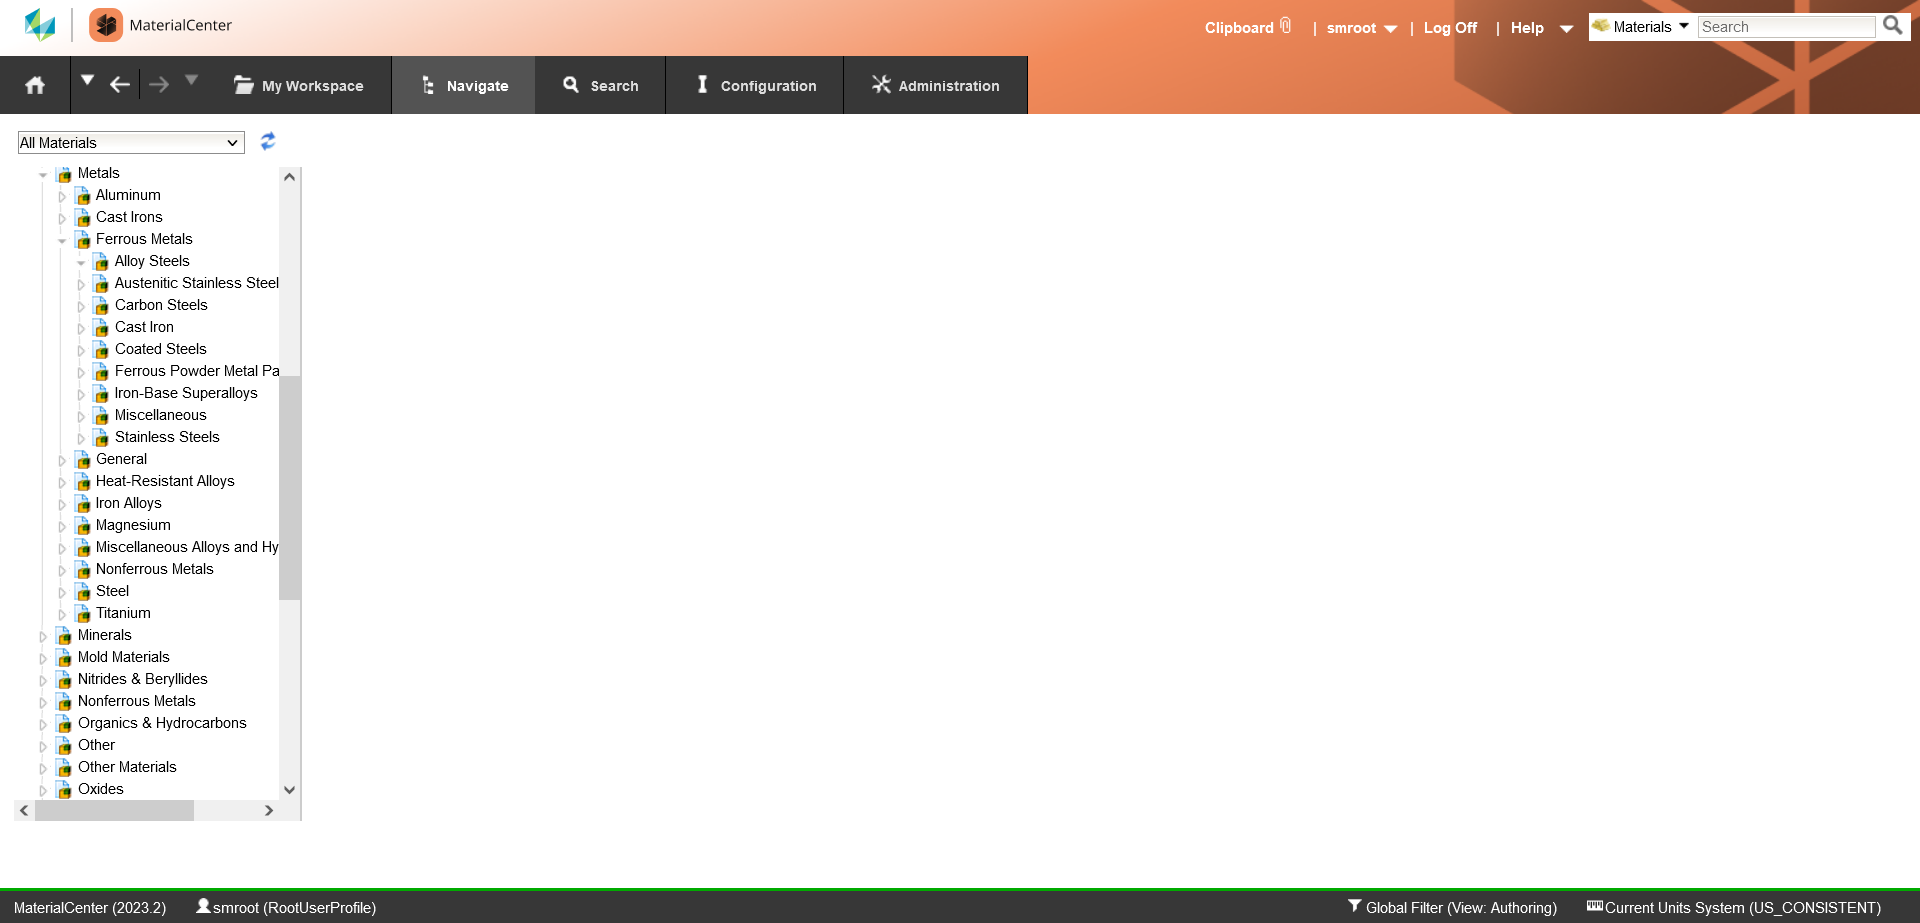 MaterialCenter
Clipboard | smroot | Log Off | Help
Materials
Search
My Workspace
Navigate
Search
Configuration
Administration
All Materials
Metals
Aluminum
Cast Irons
Ferrous Metals
Alloy Steels
Austenitic Stainless Steel
Carbon Steels
Cast Iron
Coated Steels
Ferrous Powder Metal Pa
Iron-Base Superalloys
Miscellaneous
Stainless Steels
General
Heat-Resistant Alloys
Iron Alloys
Magnesium
Miscellaneous Alloys and Hy
Nonferrous Metals
Steel
Titanium
Minerals
Mold Materials
Nitrides & Beryllides
Nonferrous Metals
Organics & Hydrocarbons
Other
Other Materials
Oxides
MaterialCenter (2023.2)
smroot (RootUserProfile)
Global Filter (View: Authoring)
Current Units System (US_CONSISTENT)